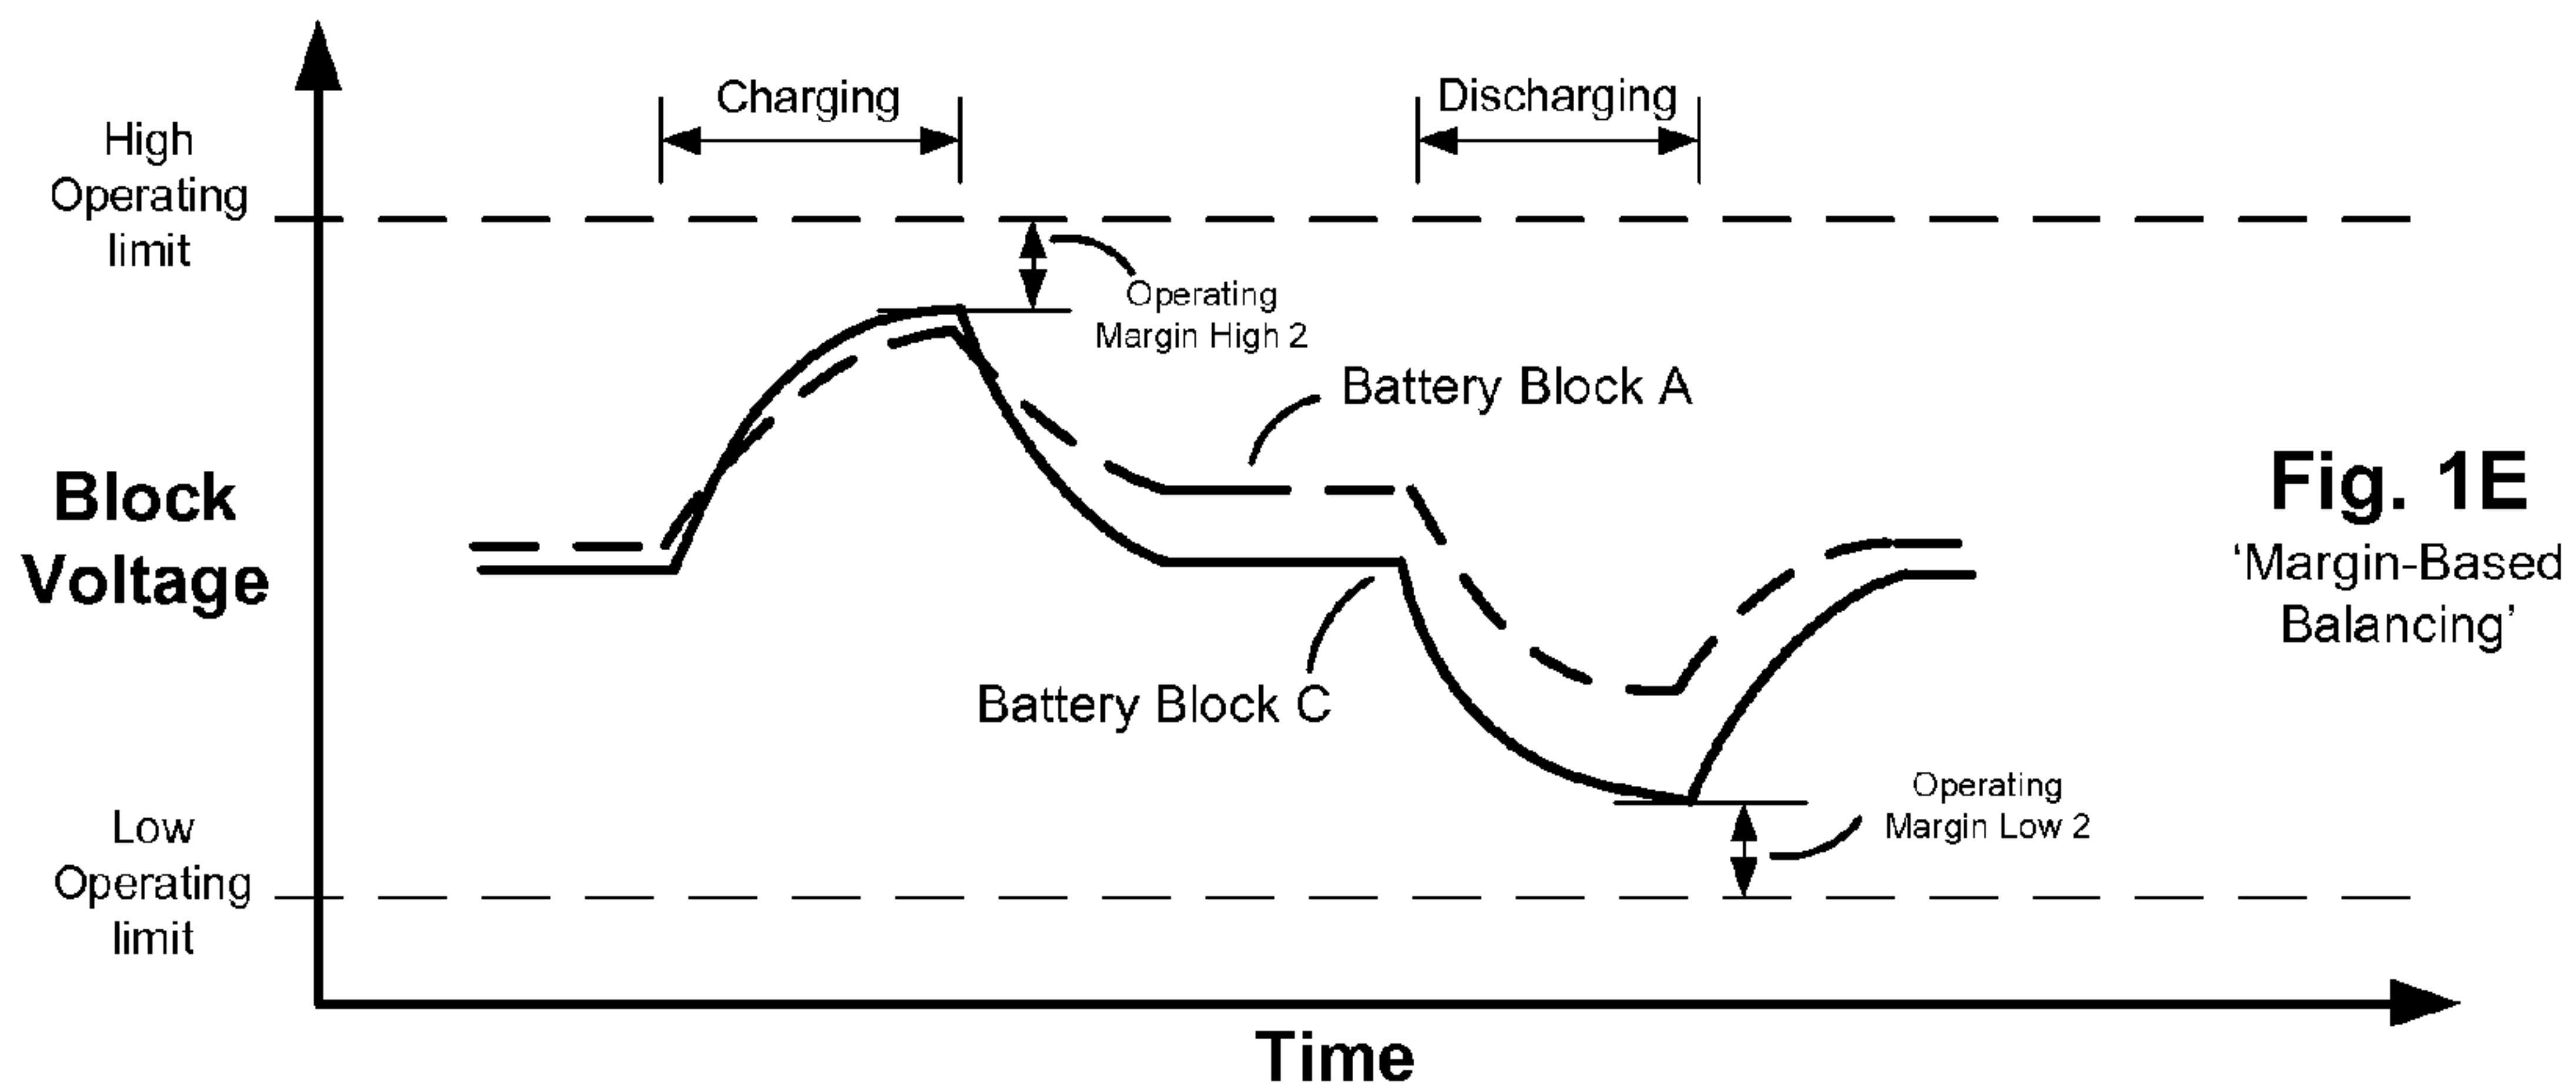 Charging
Discharging
High
Operating
limit
Operating
Margin High 2
Battery Block A
Block
Voltage
Fig. 1E
‘Margin-Based
Balancing’
Battery Block C
Operating
Margin Low 2
Low
Operating
limit
Time